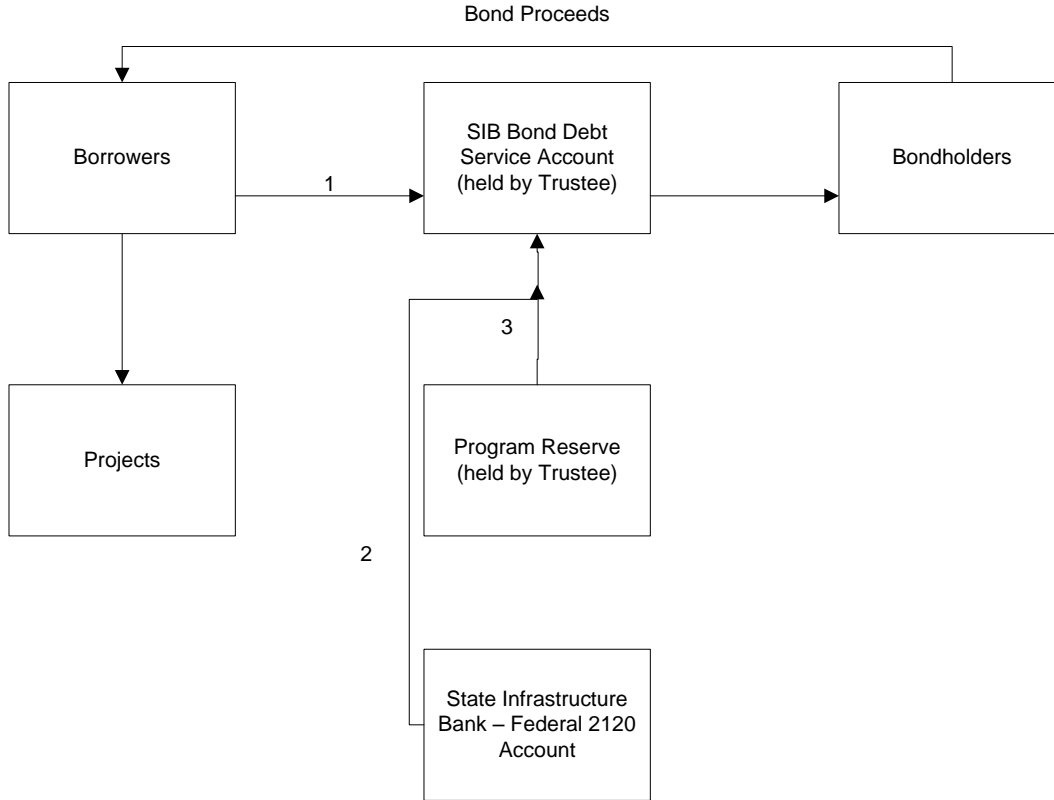 Bond Proceeds
Borrowers
SIB Bond Debt
Service Account
(held by Trustee)
Bondholders
1
3
Projects
Program Reserve
(held by Trustee)
2
State Infrastructure
Bank – Federal 2120
Account